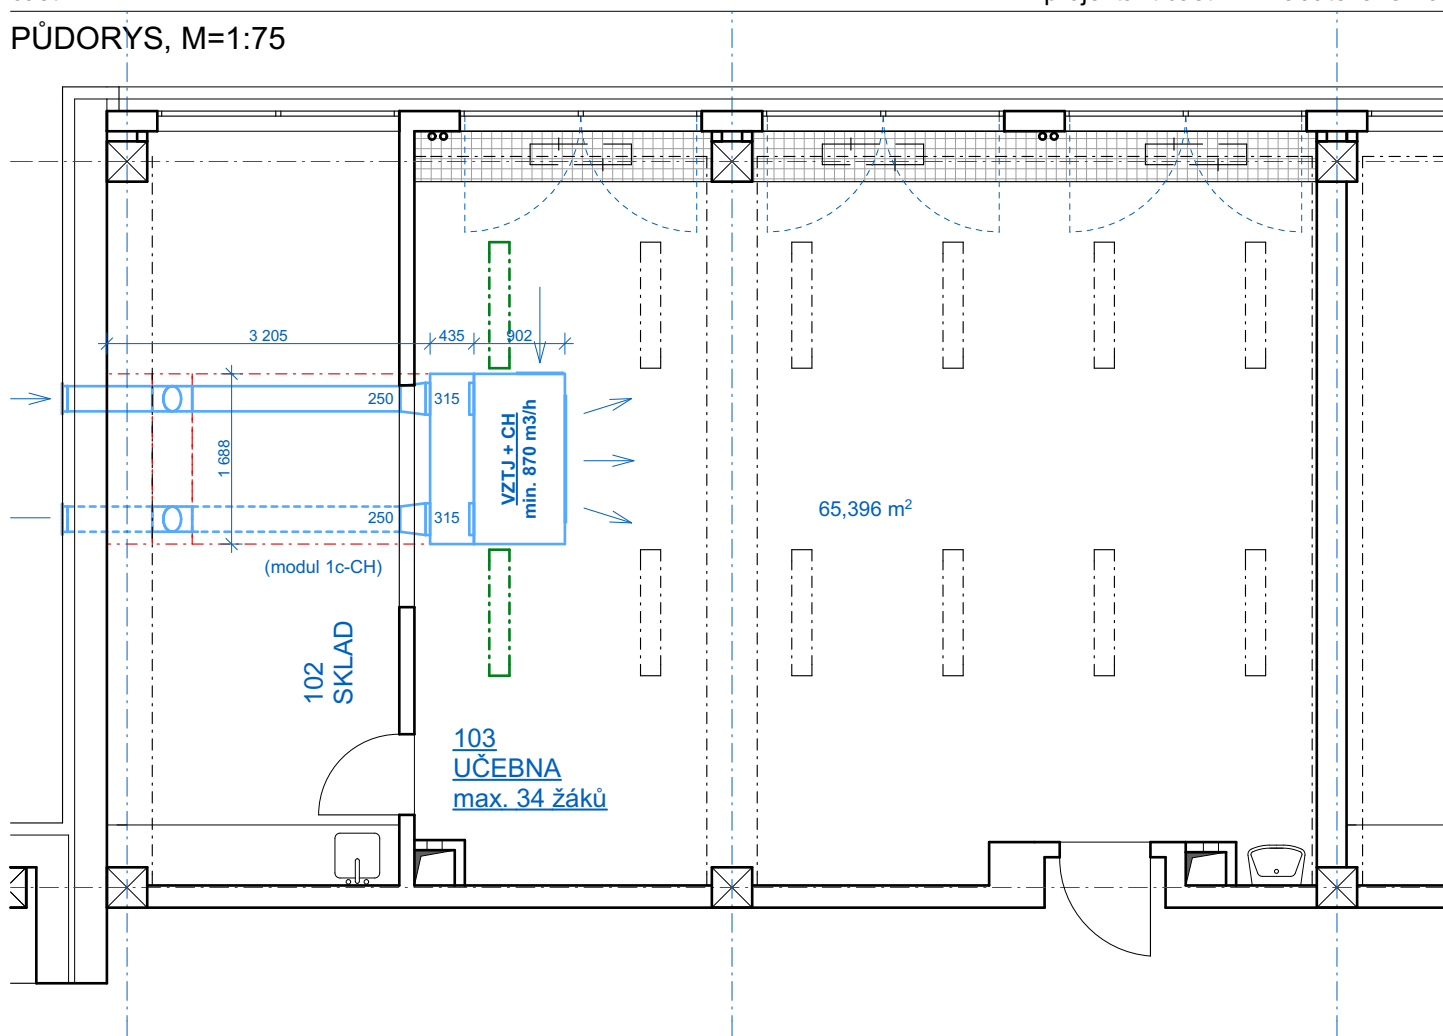 PŮDORYS, M=1:75
3 205
435
902
250
315
1 688
VZTJ + CH
min. 870 m3/h
250
315
65,396 m²
(modul 1c-CH)
102
SKLAD
103
UČEBNA
max. 34 žáků